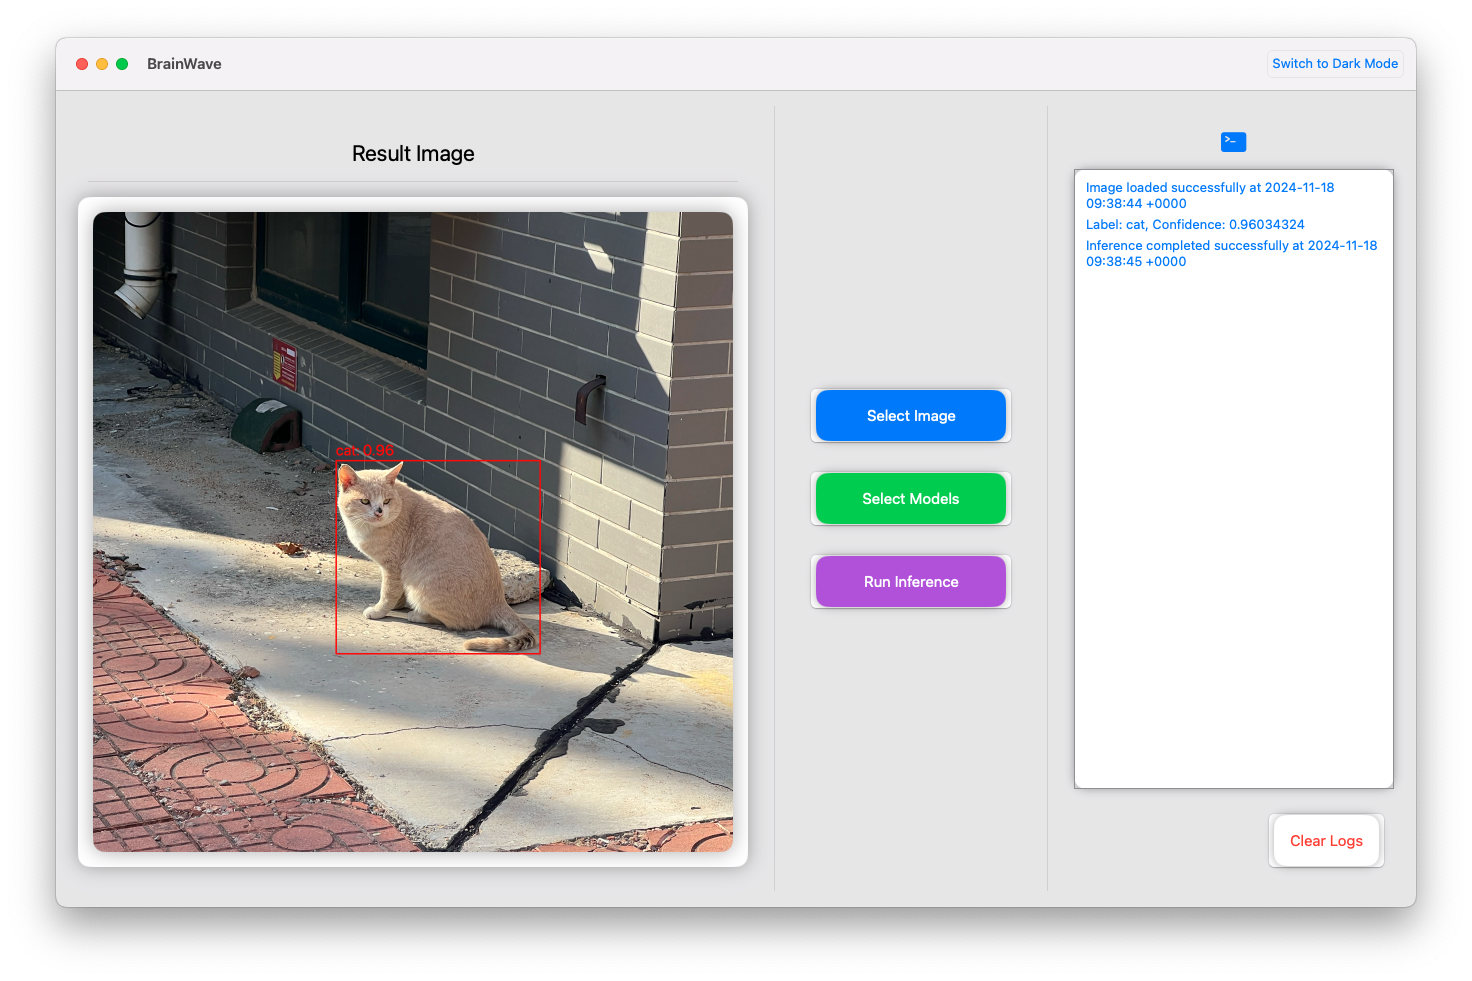 BrainWave
Switch to Dark Mode
Result Image
cat: 0.96
Select Image
Select Models
Run Inference
Image loaded successfully at 2024-11-18
09:38:44 +0000
Label: cat, Confidence: 0.96034324
Inference completed successfully at 2024-11-18
09:38:45 +0000
Clear Logs